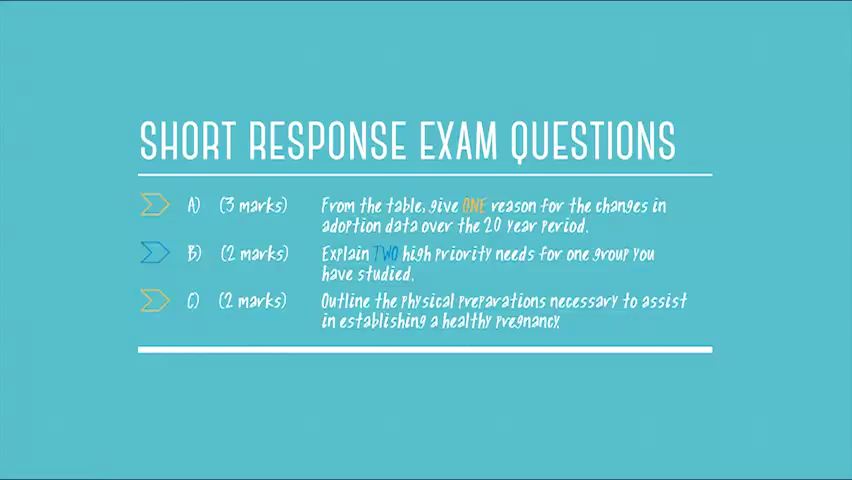 SHORT RESPONSE EXAM QUESTIONS
A) (3 marks) From the table, give ONE reason for the changes in
adoption data over the 20 year period.
B) (2 marks) Explain TWO high priority needs for one group you
have studied.
C) (2 marks) Outline the physical preparations necessary to assist
in establishing a healthy pregnancy.